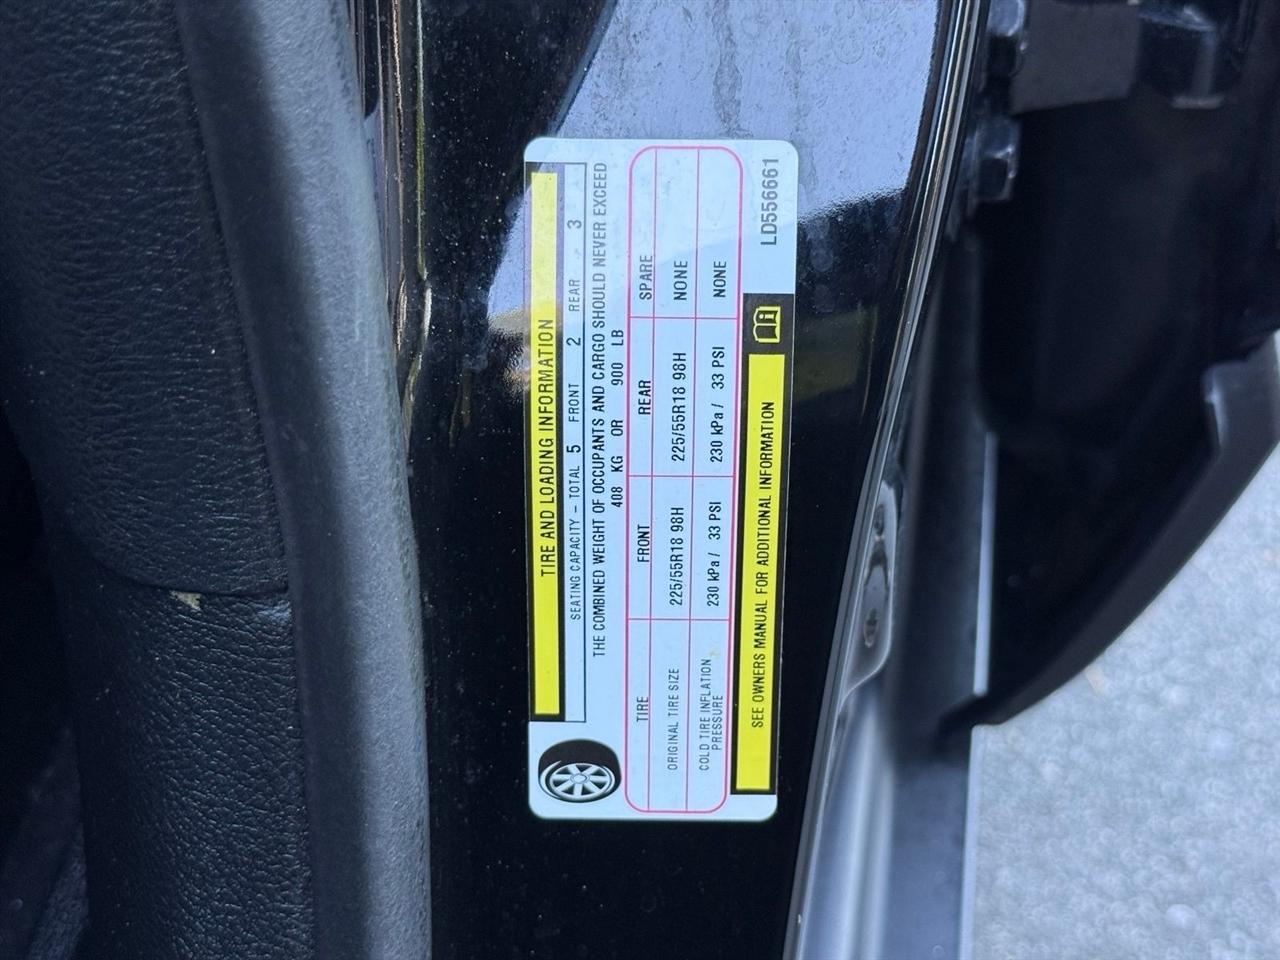 TIRE AND LOADING INFORMATION
SEATING CAPACITY - TOTAL 5 FRONT 2 REAR 3
THE COMBINED WEIGHT OF OCCUPANTS AND CARGO SHOULD NEVER EXCEED
408 KG OR 900 LB
TIRE FRONT REAR SPARE
ORIGINAL TIRE SIZE 225/55R18 98H 225/55R18 98H NONE
COLD TIRE INFLATION PRESSURE 230 kPa / 33 PSI 230 kPa / 33 PSI NONE
SEE OWNERS MANUAL FOR ADDITIONAL INFORMATION
LD556661